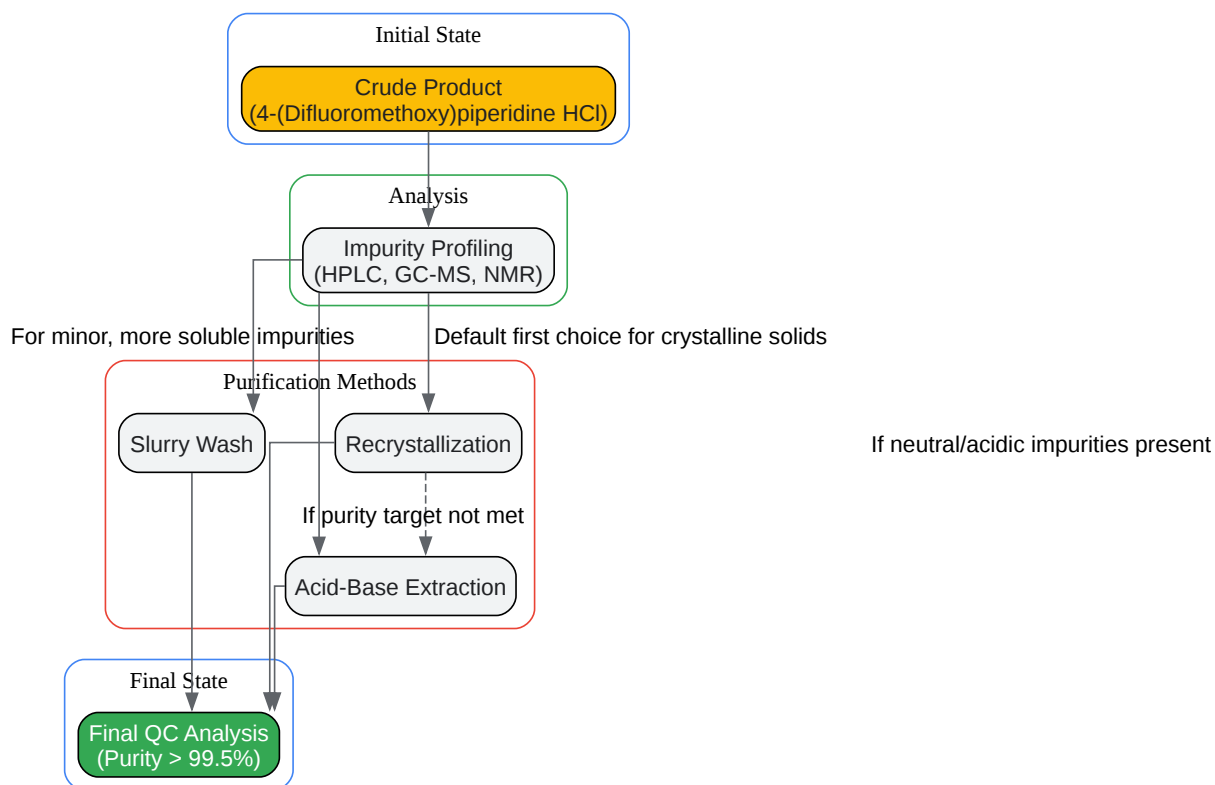 Initial State
Crude Product
(4-(Difluoromethoxy)piperidine HCl)
Analysis
Impurity Profiling
(HPLC, GC-MS, NMR)
For minor, more soluble impurities
Default first choice for crystalline solids
Purification Methods
Slurry Wash
Recrystallization
If neutral/acidic impurities present
If purity target not met
Acid-Base Extraction
Final State
Final QC Analysis
(Purity > 99.5%)